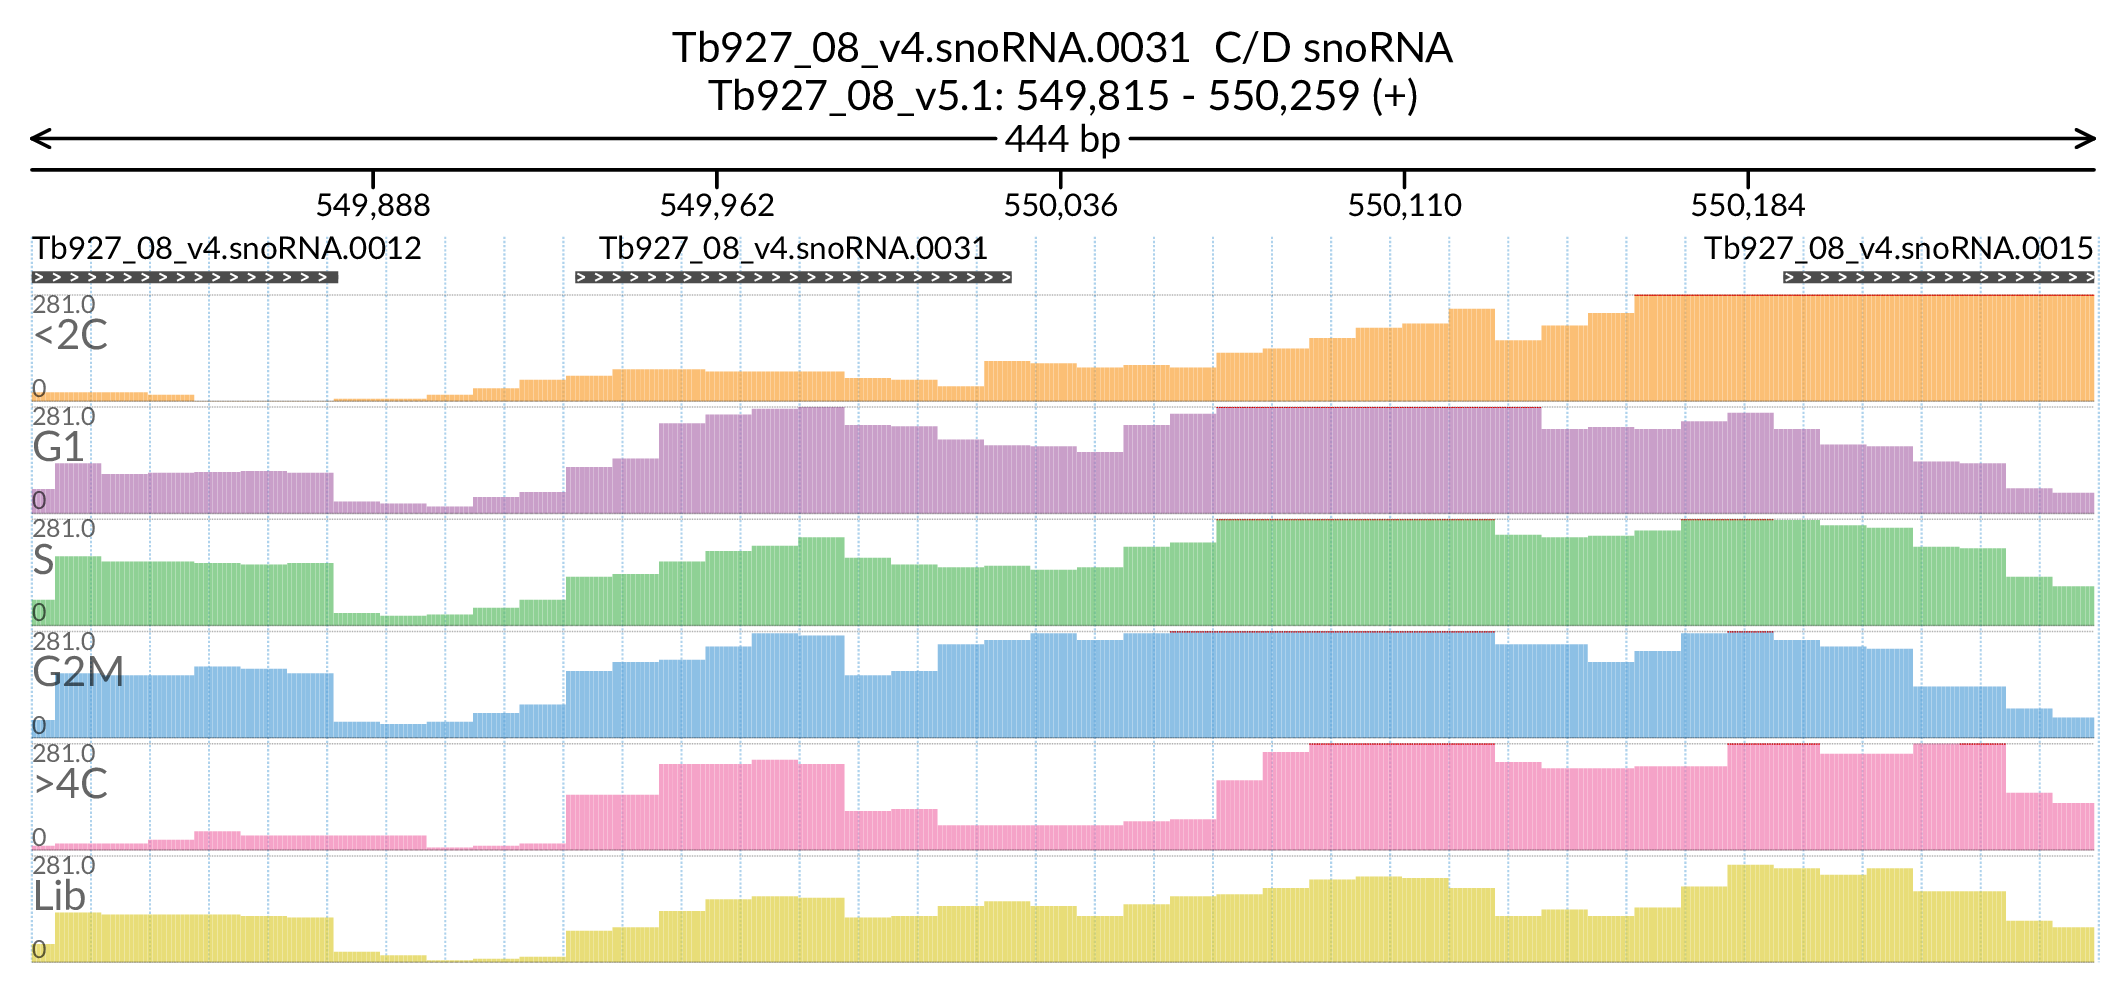 Tb927_08_v4.snoRNA.0031  C/D snoRNA
Tb927_08_v5.1: 549,815 - 550,259 (+)
444 bp
549,888 549,962 550,036 550,110 550,184
Tb927_08_v4.snoRNA.0012 Tb927_08_v4.snoRNA.0031 Tb927_08_v4.snoRNA.0015
281.0
<2C
0
281.0
G1
0
281.0
S
0
281.0
G2M
0
281.0
>4C
0
281.0
Lib
0